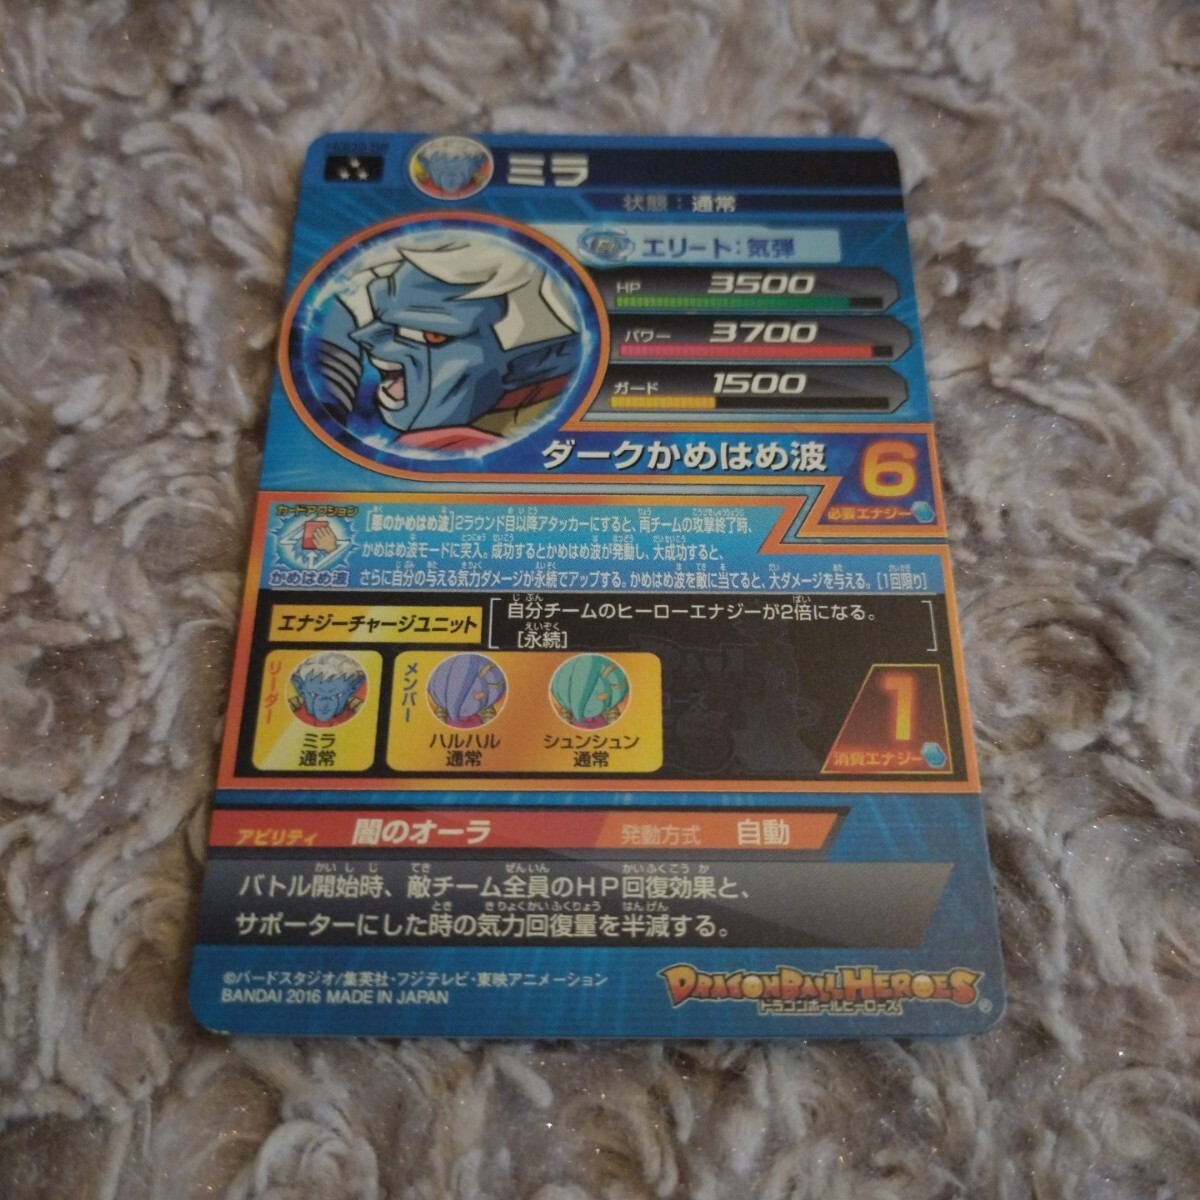 ミラ
状態：通常
エリート：気弾
HP 3500
パワー 3700
ガード 1500
ダークかめはめ波
6
必要エナジー
カードアクション
かめはめ波
[悪のかめはめ波]2ラウンド目以降アタッカーにすると、両チームの攻撃終了時、
かめはめ波モードに突入。成功するとかめはめ波が発動し、大成功すると、
さらに自分の与える気力ダメージが永続でアップする。かめはめ波を敵に当てると、大ダメージを与える。[1回限り]
エナジーチャージユニット
自分チームのヒーローエナジーが2倍になる。
[永続]
リーダー
ミラ
通常
メンバー
ハルハル
通常
シュンシュン
通常
1
消費エナジー
アビリティ 闇のオーラ 発動方式 自動
バトル開始時、敵チーム全員のHP回復効果と、
サポーターにした時の気力回復量を半減する。
©バードスタジオ/集英社・フジテレビ・東映アニメーション
BANDAI 2016 MADE IN JAPAN
DRAGONBALL HEROES
ドラゴンボールヒーローズ